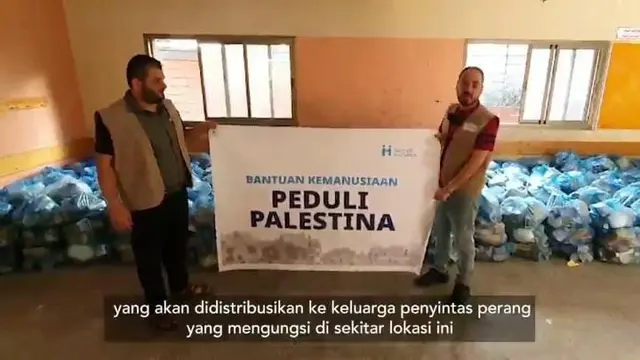 BANTUAN KEMANUSIAAN
PEDULI
PALESTINA
yang akan didistribusikan ke keluarga penyintas perang
yang mengungsi di sekitar lokasi ini